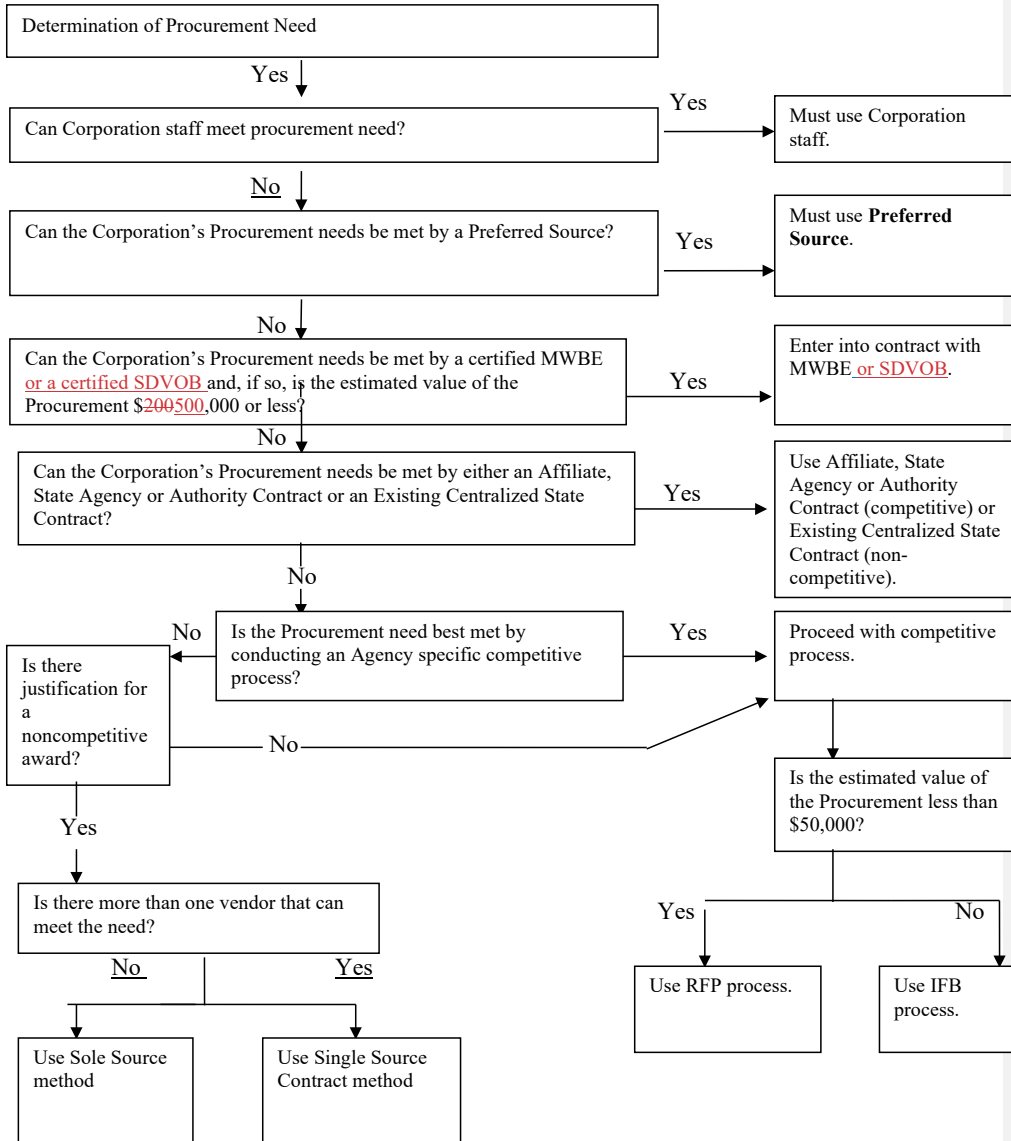 Determination of Procurement Need
Yes
Can Corporation staff meet procurement need?
Yes
Must use Corporation
staff.
No
Can the Corporation’s Procurement needs be met by a Preferred Source?
Yes
Must use Preferred
Source.
No
Can the Corporation’s Procurement needs be met by a certified MWBE
or a certified SDVOB and, if so, is the estimated value of the
Procurement $200500,000 or less?
Yes
Enter into contract with
MWBE or SDVOB.
No
Can the Corporation’s Procurement needs be met by either an Affiliate,
State Agency or Authority Contract or an Existing Centralized State
Contract?
Yes
Use Affiliate, State
Agency or Authority
Contract (competitive) or
Existing Centralized State
Contract (non-
competitive).
No
Is the Procurement need best met by
conducting an Agency specific competitive
process?
Yes
Proceed with competitive
process.
No
Is there
justification for
a
noncompetitive
award?
No
Is the estimated value of
the Procurement less than
$50,000?
Yes
Is there more than one vendor that can
meet the need?
Yes
No
No
Yes
Use RFP process.
Use IFB
process.
Use Sole Source
method
Use Single Source
Contract method